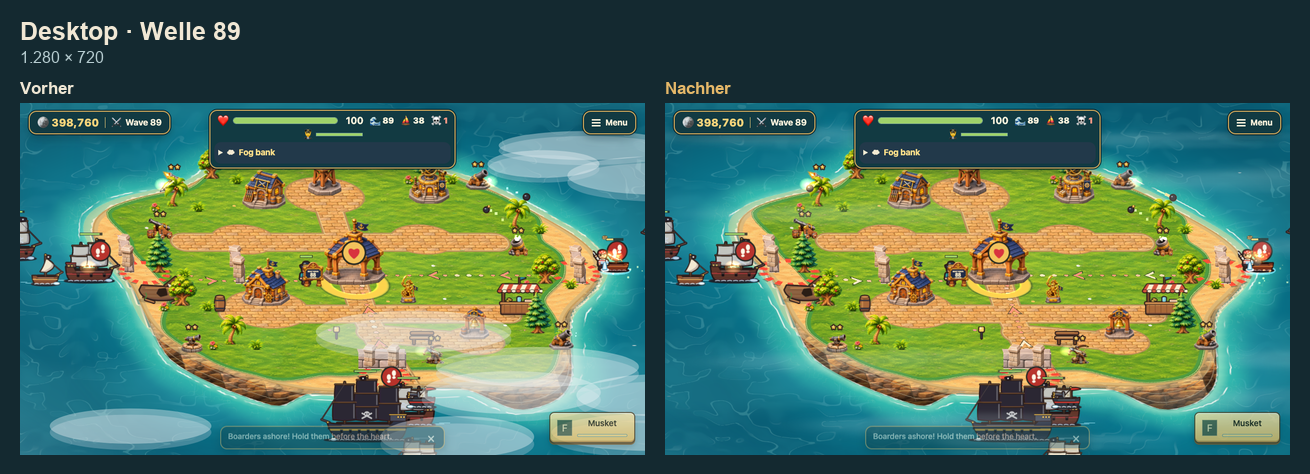 Desktop · Welle 89
1.280 × 720
Vorher
398,760 Wave 89
100 89 38 1
Fog bank
Menu
Boarders ashore! Hold them before the heart.
F Musket
Nachher
398,760 Wave 89
100 89 38 1
Fog bank
Menu
Boarders ashore! Hold them before the heart.
F Musket